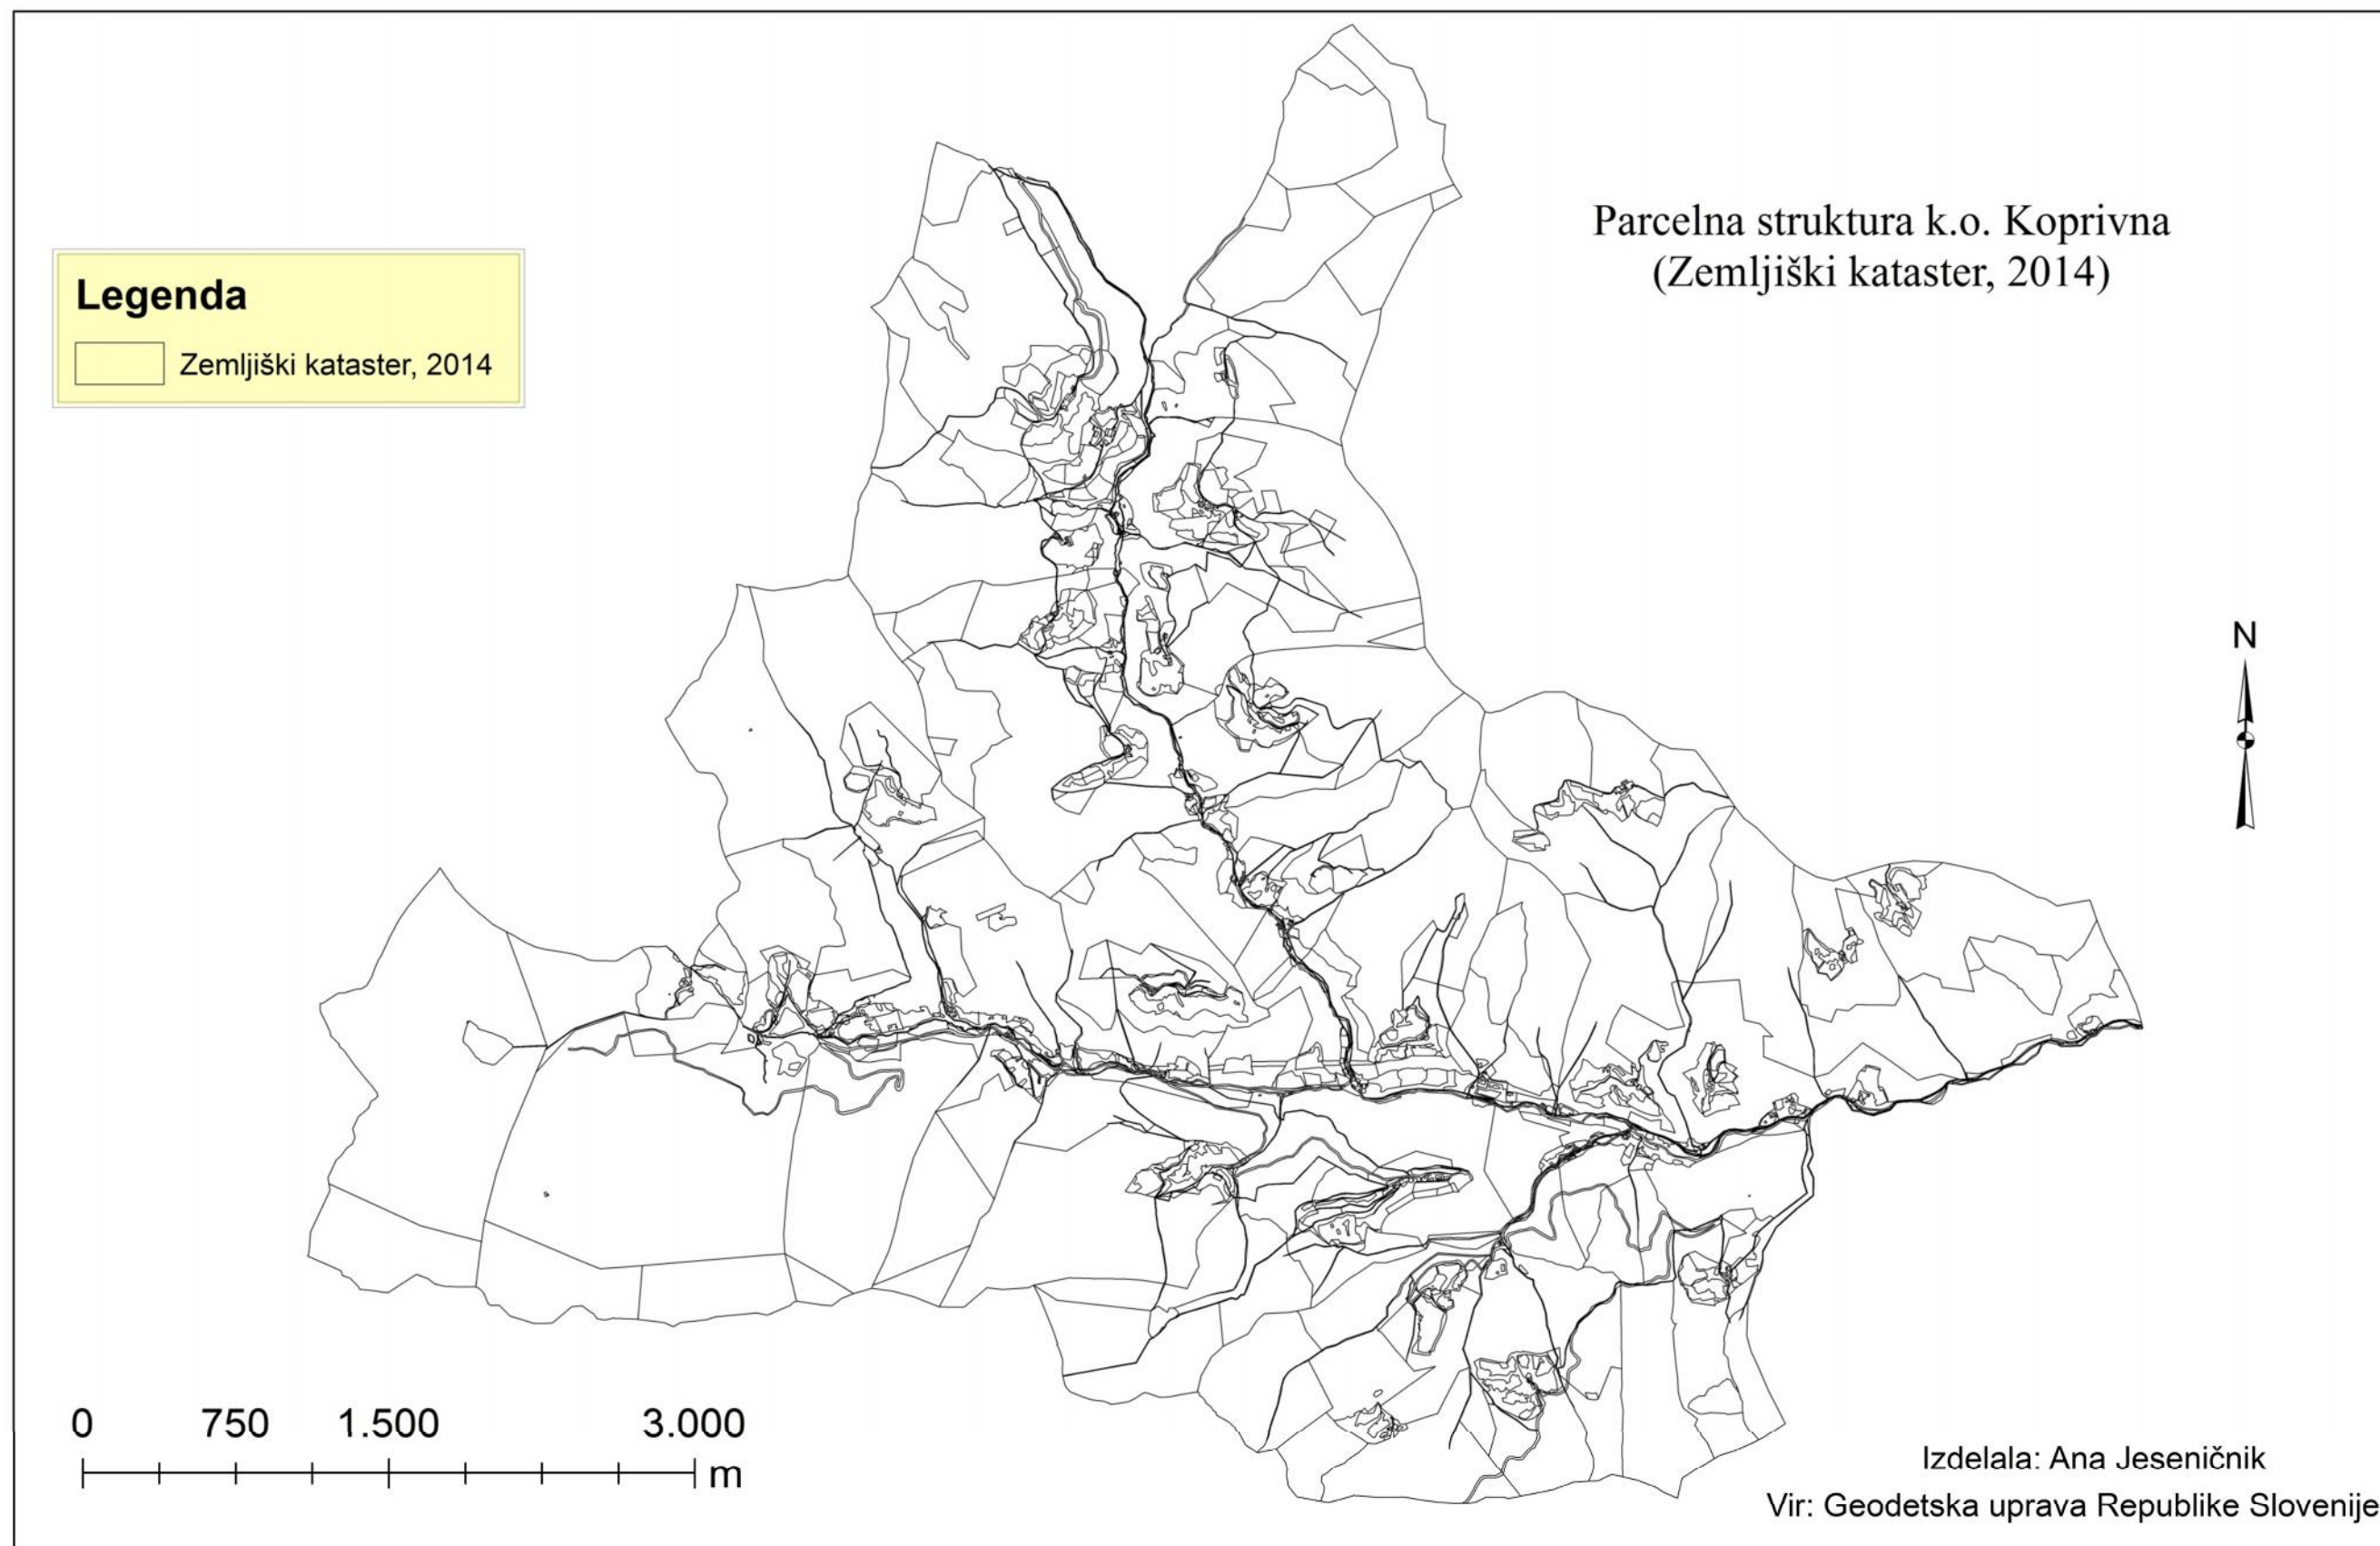 Parcelna struktura k.o. Koprivna
(Zemljiški kataster, 2014)
Legenda
Zemljiški kataster, 2014
N
0 750 1.500 3.000
m
Izdelala: Ana Jeseničnik
Vir: Geodetska uprava Republike Slovenije